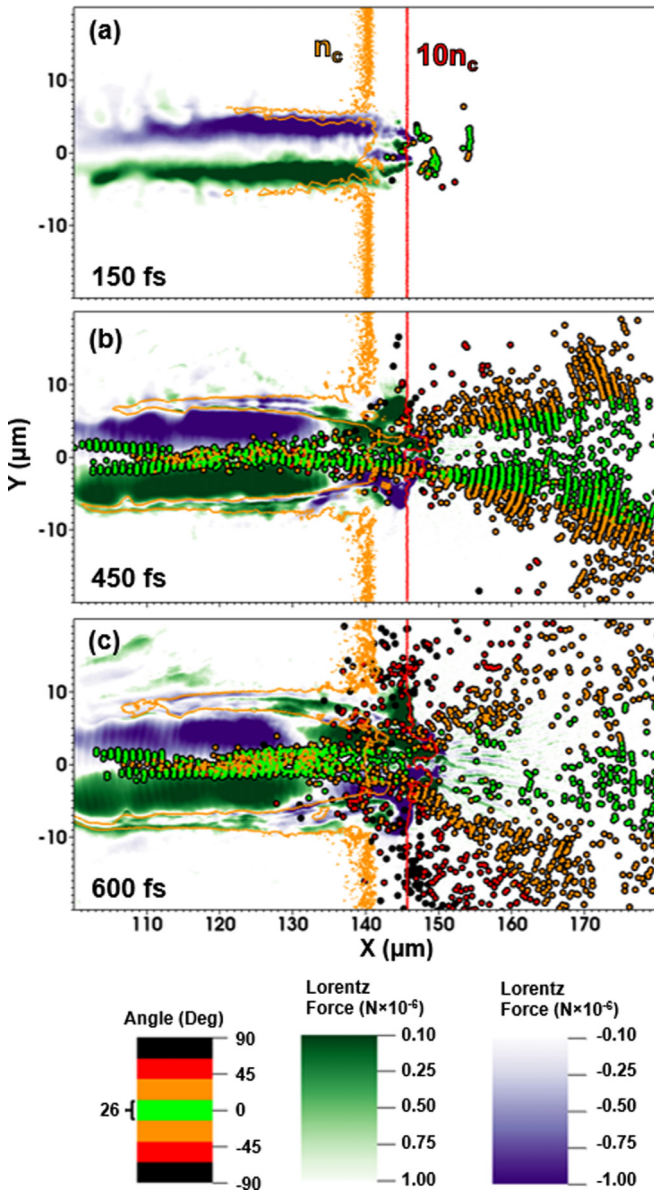 (a)
n_c
10n_c
10
0
-10
150 fs
(b)
10
0
-10
450 fs
Y (µm)
(c)
10
0
-10
600 fs
110 120 130 140 150 160 170
X (µm)
Angle (Deg)
90
45
26 { 0
-45
-90
Lorentz
Force (N×10⁻⁶)
0.10
0.25
0.50
0.75
1.00
Lorentz
Force (N×10⁻⁶)
-0.10
-0.25
-0.50
-0.75
-1.00